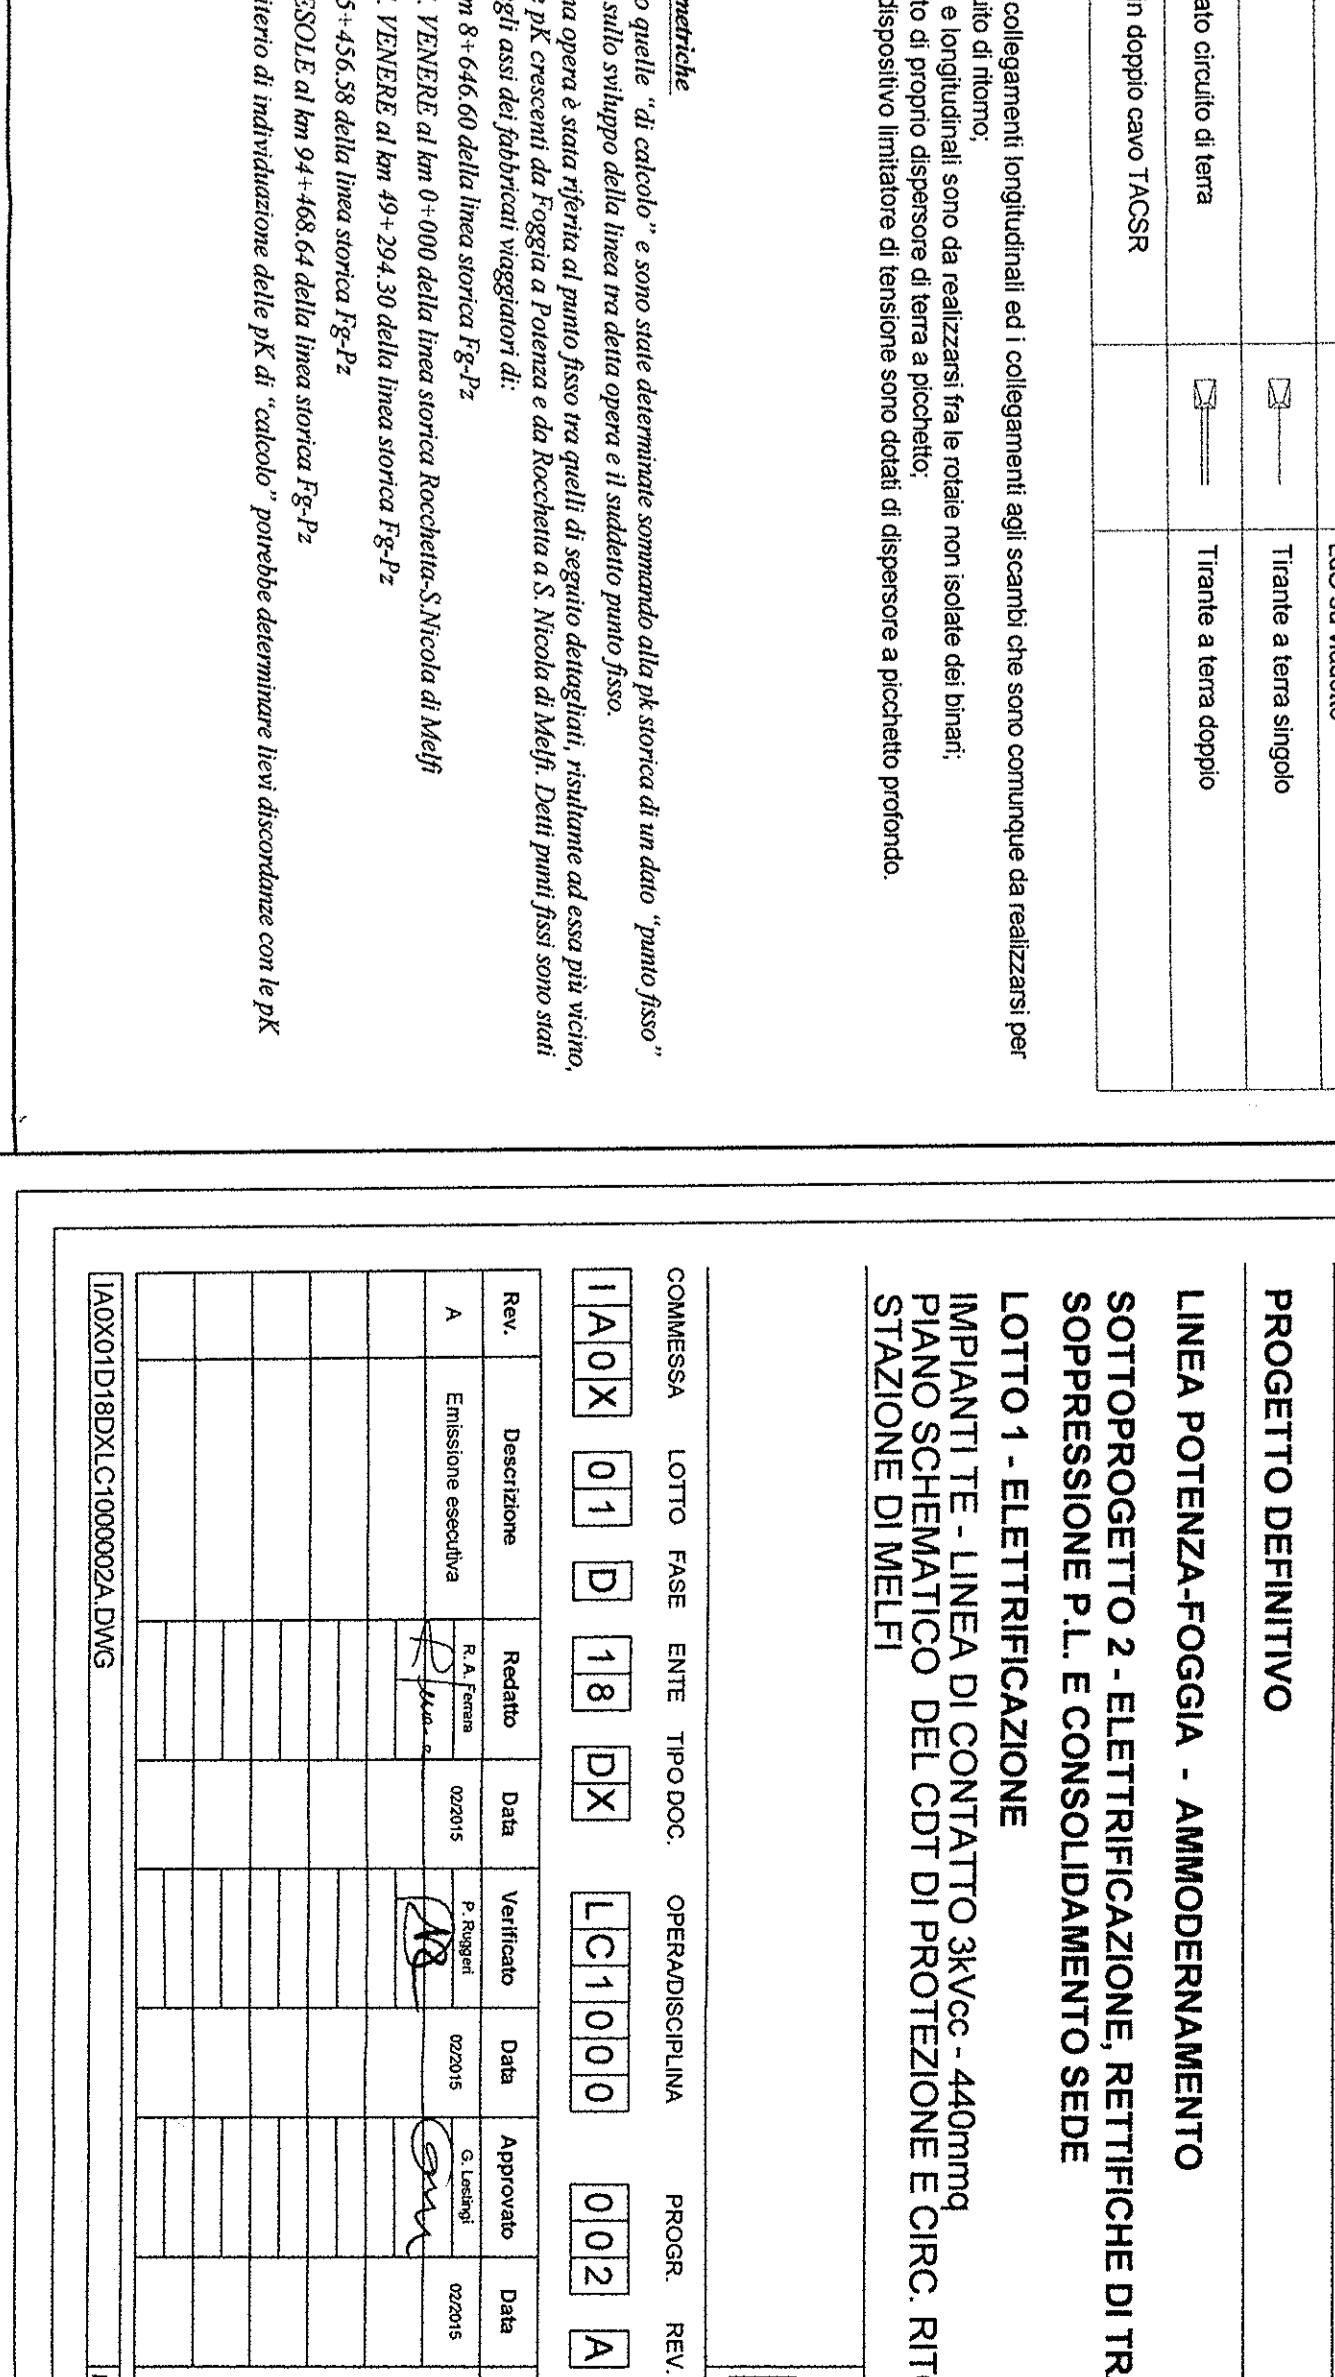 in doppio cavo TACSR
ato circuito di terra
Tirante a terra singolo
Tirante a terra doppio
collegamenti longitudinali ed i collegamenti agli scambi che sono comunque da realizzarsi per
uito di ritorno;
e longitudinali sono da realizzarsi fra le rotaie non isolate dei binari;
to di proprio dispersore di terra a picchetto;
dispositivo limitatore di tensione sono dotati di dispersore a picchetto profondo.
metriche
o quelle “di calcolo” e sono state determinate sommando alla pk storica di un dato “punto fisso”
sullo sviluppo della linea tra detta opera e il suddetto punto fisso.
na opera è stata riferita al punto fisso tra quelli di seguito dettagliati, risultante ad essa più vicino,
e pK crescenti da Foggia a Potenza e da Rocchetta a S. Nicola di Melfi. Detti punti fissi sono stati
gli assi dei fabbricati viaggiatori di:
m 8+646.60 della linea storica Fg-Pz
. VENERE al km 0+000 della linea storica Rocchetta-S.Nicola di Melfi
. VENERE al km 49+294.30 della linea storica Fg-Pz
5+456.58 della linea storica Fg-Pz
ESOLE al km 94+468.64 della linea storica Fg-Pz
iterio di individuazione delle pK di “calcolo” potrebbe determinare lievi discordanze con le pK
PROGETTO DEFINITIVO
LINEA POTENZA-FOGGIA - AMMODERNAMENTO
SOTTOPROGETTO 2 - ELETTRIFICAZIONE, RETTIFICHE DI TR
SOPPRESSIONE P.L. E CONSOLIDAMENTO SEDE
LOTTO 1 - ELETTRIFICAZIONE
IMPIANTI TE - LINEA DI CONTATTO 3kVcc - 440mmq
PIANO SCHEMATICO DEL CDT DI PROTEZIONE E CIRC. RIT
STAZIONE DI MELFI
COMMESSA LOTTO FASE ENTE TIPO DOC. OPERA/DISCIPLINA PROGR. REV.
IA0X 01 D 18 DX LC1000 002 A
Rev. Descrizione Redatto Data Verificato Data Approvato Data
A Emissione esecutiva R. A. Ferrera 02/2015 P. Ruggeri 02/2015 G. Lestingi 02/2015
IA0X01D18DXLC1000002A.DWG